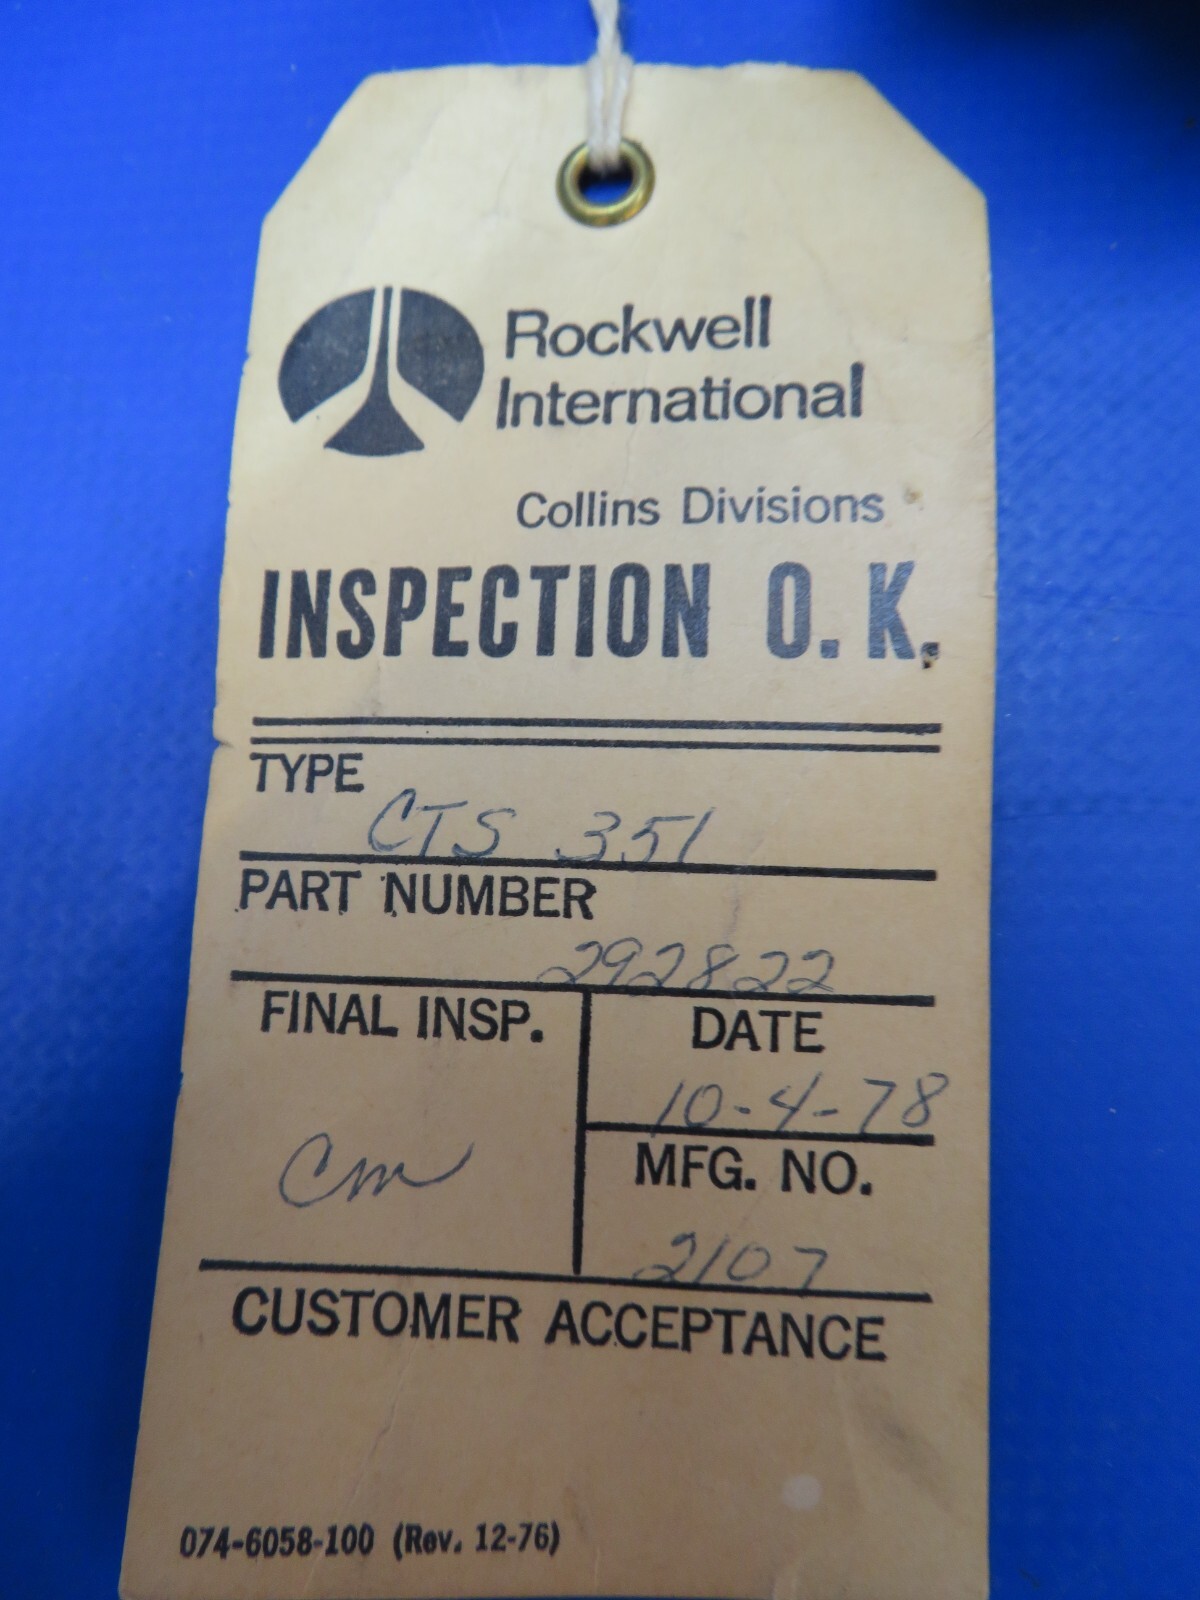 Rockwell
International
Collins Divisions
INSPECTION O. K.
TYPE
CTS 351
PART NUMBER
292822
FINAL INSP.
Cm
DATE
10-4-78
MFG. NO.
2107
CUSTOMER ACCEPTANCE
074-6058-100 (Rev. 12-76)